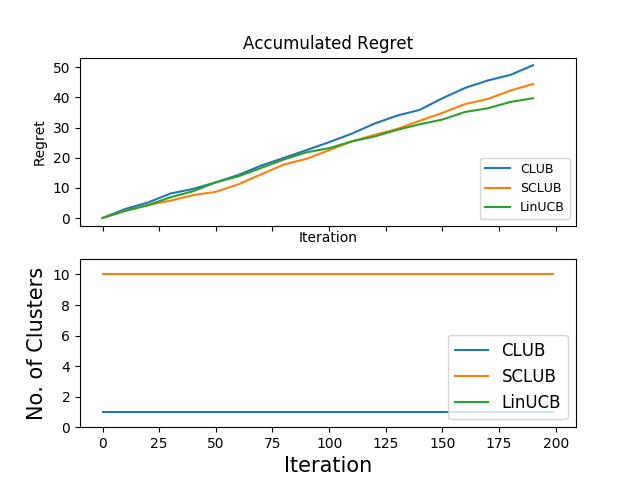 Accumulated Regret
Regret
50
40
30
20
10
0
CLUB
SCLUB
LinUCB
Iteration
No. of Clusters
10
8
6
4
2
0
CLUB
SCLUB
LinUCB
0 25 50 75 100 125 150 175 200
Iteration